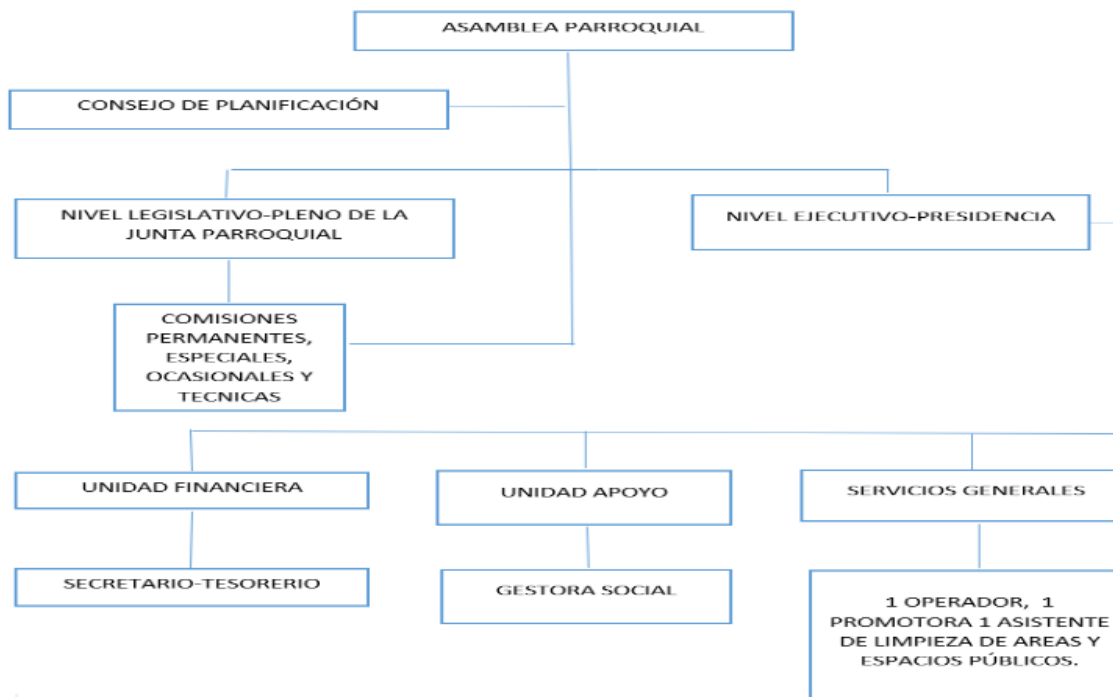 ASAMBLEA PARROQUIAL
CONSEJO DE PLANIFICACIÓN
NIVEL LEGISLATIVO-PLENO DE LA
JUNTA PARROQUIAL
NIVEL EJECUTIVO-PRESIDENCIA
COMISIONES
PERMANENTES,
ESPECIALES,
OCASIONALES Y
TECNICAS
UNIDAD FINANCIERA
UNIDAD APOYO
SERVICIOS GENERALES
SECRETARIO-TESORERIO
GESTORA SOCIAL
1 OPERADOR, 1
PROMOTORA 1 ASISTENTE
DE LIMPIEZA DE AREAS Y
ESPACIOS PÚBLICOS.